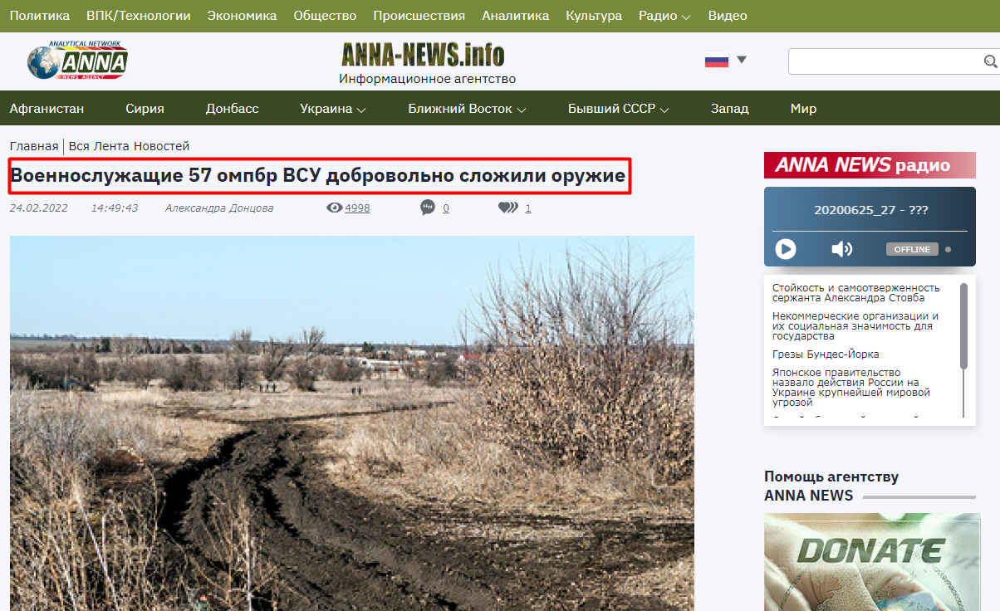 Политика ВПК/Технологии Экономика Общество Происшествия Аналитика Культура Радио Видео
ANALYTICAL NETWORK
ANNA
NEWS AGENCY
ANNA-NEWS.info
Информационное агентство
Афганистан Сирия Донбасс Украина Ближний Восток Бывший СССР Запад Мир
Главная Вся Лента Новостей
Военнослужащие 57 омпбр ВСУ добровольно сложили оружие
24.02.2022 14:49:43 Александра Донцова 4998 0 1
ANNA NEWS радио
20200625_27 - ???
OFFLINE
Стойкость и самоотверженность
сержанта Александра Стовба
Некоммерческие организации и
их социальная значимость для
государства
Грезы Бундес-Йорка
Японское правительство
назвало действия России на
Украине крупнейшей мировой
угрозой
Помощь агентству
ANNA NEWS
DONATE